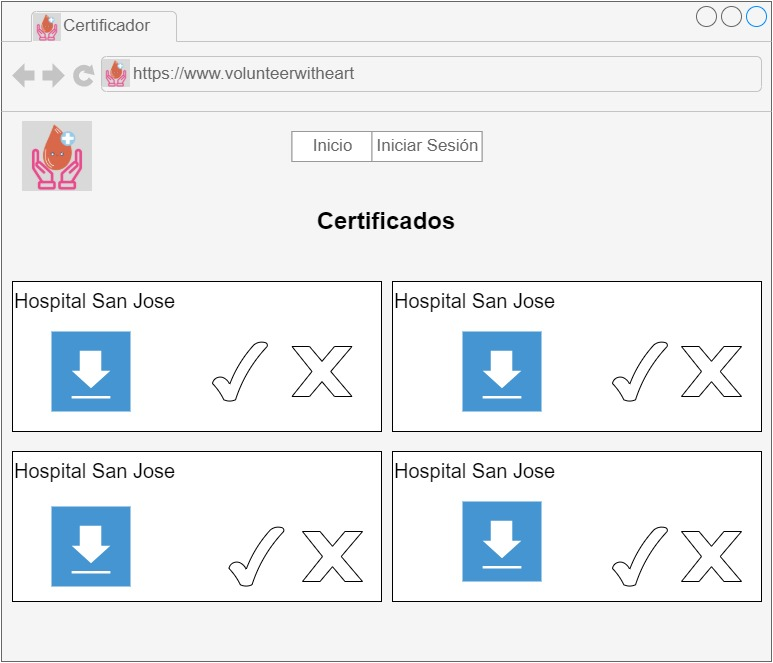 Certificador
https://www.volunteerwitheart
Inicio
Iniciar Sesión
Certificados
Hospital San Jose
Hospital San Jose
Hospital San Jose
Hospital San Jose